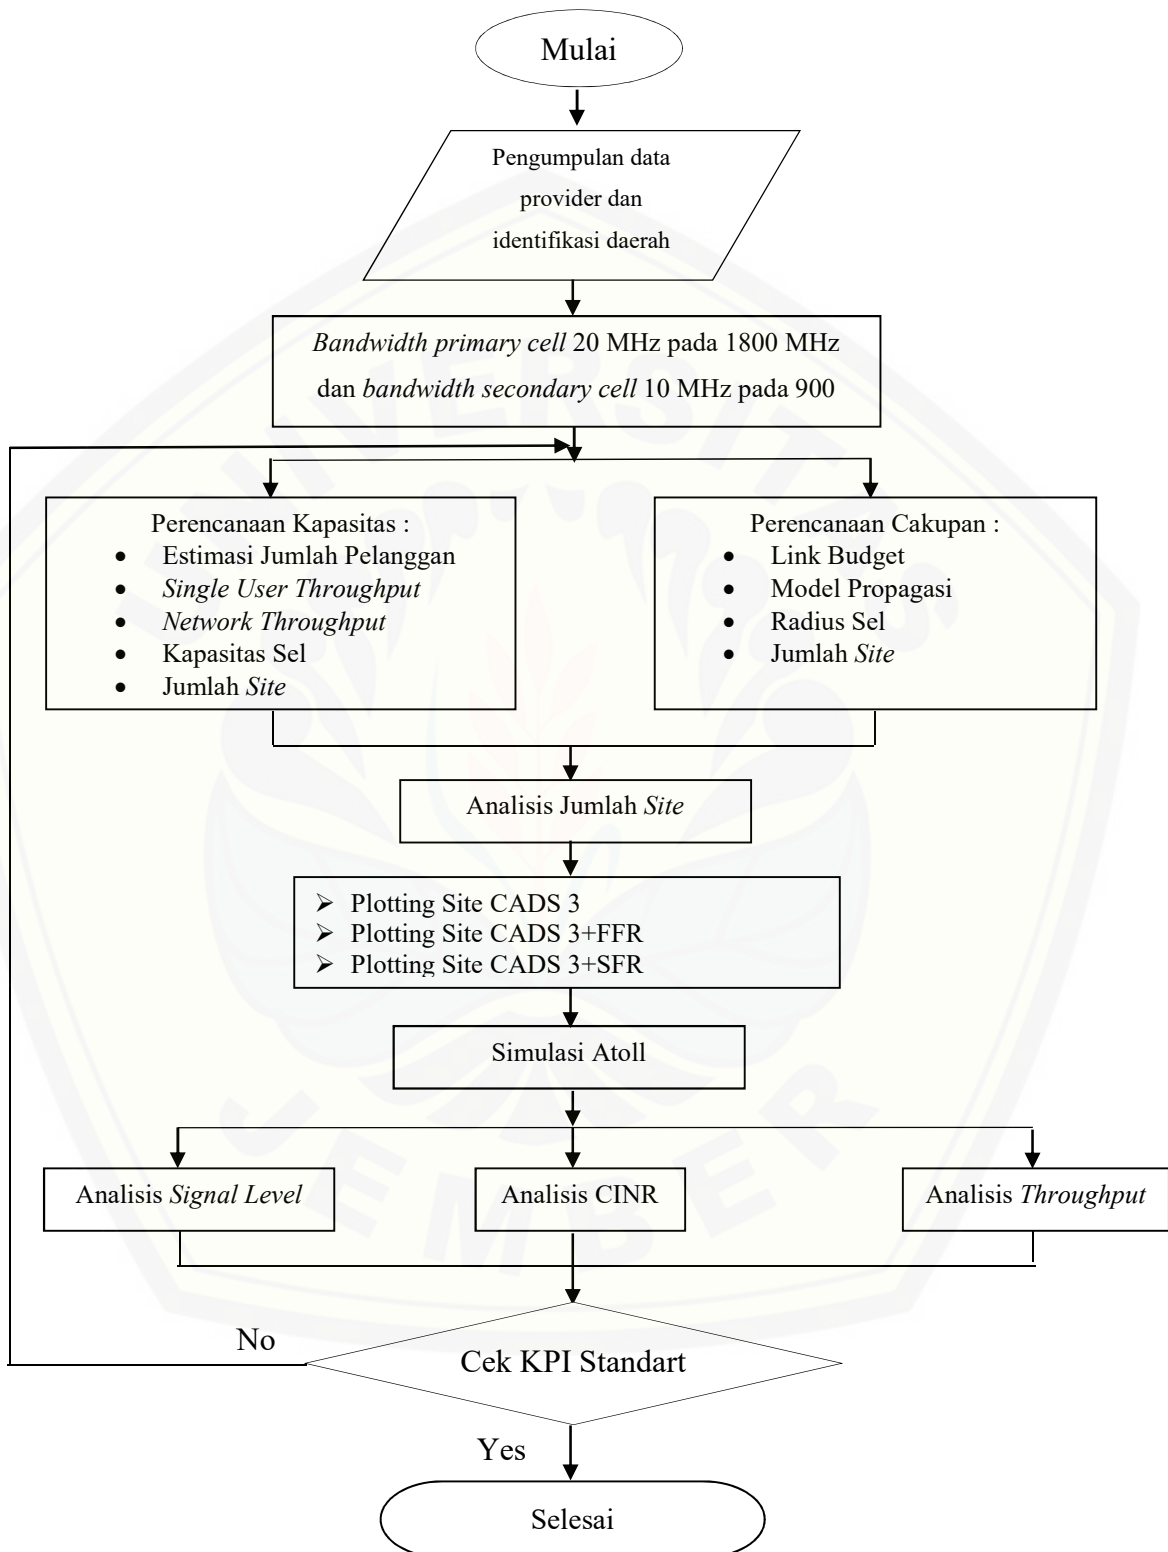 Mulai
Pengumpulan data
provider dan
identifikasi daerah
Bandwidth primary cell 20 MHz pada 1800 MHz
dan bandwidth secondary cell 10 MHz pada 900
Perencanaan Kapasitas :
• Estimasi Jumlah Pelanggan
• Single User Throughput
• Network Throughput
• Kapasitas Sel
• Jumlah Site
Perencanaan Cakupan :
• Link Budget
• Model Propagasi
• Radius Sel
• Jumlah Site
Analisis Jumlah Site
➢ Plotting Site CADS 3
➢ Plotting Site CADS 3+FFR
➢ Plotting Site CADS 3+SFR
Simulasi Atoll
Analisis Signal Level
Analisis CINR
Analisis Throughput
No
Cek KPI Standart
Yes
Selesai
UNIVERSITAS
JEMBER